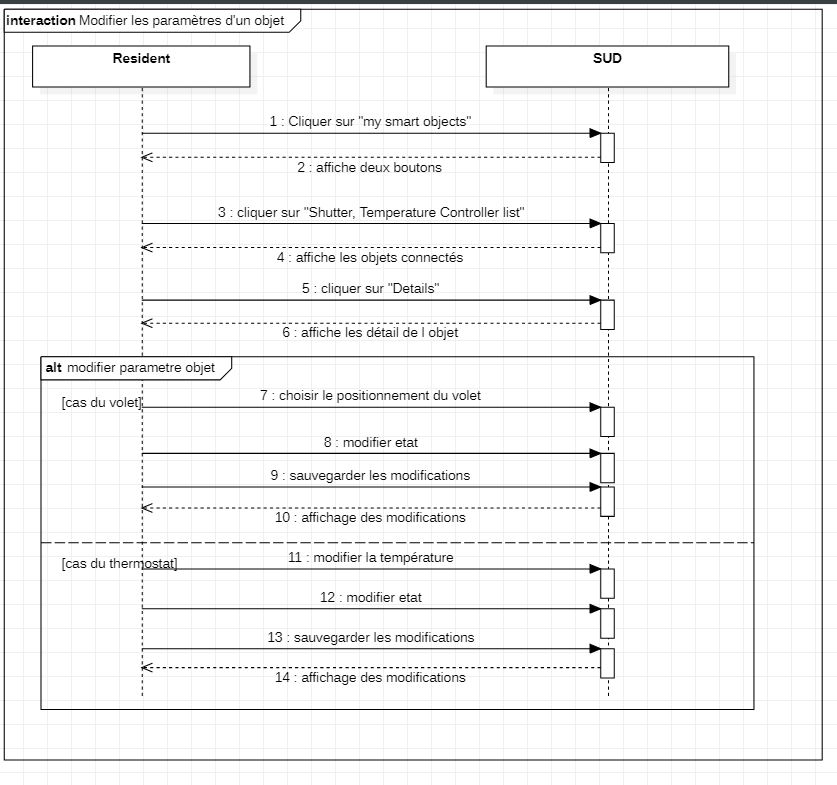 interaction Modifier les paramètres d'un objet
Resident
SUD
1 : Cliquer sur "my smart objects"
2 : affiche deux boutons
3 : cliquer sur "Shutter, Temperature Controller list"
4 : affiche les objets connectés
5 : cliquer sur "Details"
6 : affiche les détail de l objet
alt modifier parametre objet
[cas du volet]
7 : choisir le positionnement du volet
8 : modifier etat
9 : sauvegarder les modifications
10 : affichage des modifications
[cas du thermostat]
11 : modifier la température
12 : modifier etat
13 : sauvegarder les modifications
14 : affichage des modifications